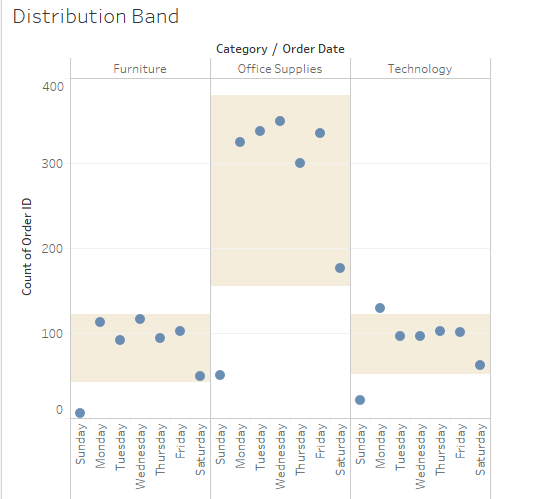 Distribution Band
Category / Order Date
Furniture Office Supplies Technology
Count of Order ID
400
300
200
100
0
Sunday Monday Tuesday Wednesday Thursday Friday Saturday Sunday Monday Tuesday Wednesday Thursday Friday Saturday Sunday Monday Tuesday Wednesday Thursday Friday Saturday